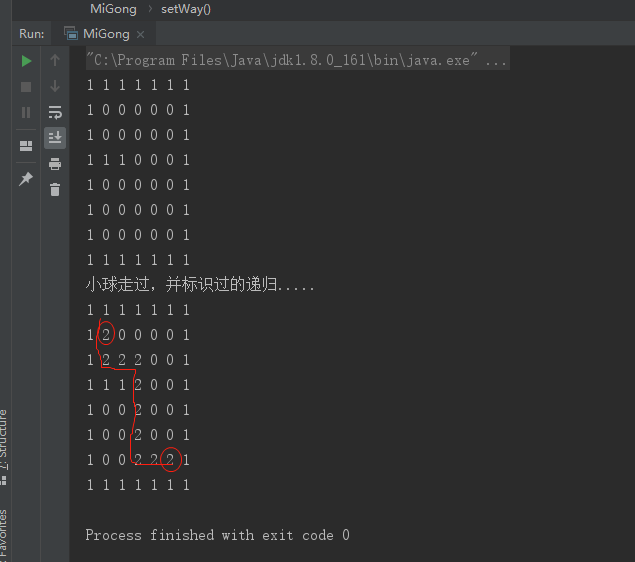 MiGong › setWay()
Run: MiGong ×
"C:\Program Files\Java\jdk1.8.0_161\bin\java.exe" ...
1 1 1 1 1 1 1
1 0 0 0 0 0 1
1 0 0 0 0 0 1
1 1 1 0 0 0 1
1 0 0 0 0 0 1
1 0 0 0 0 0 1
1 0 0 0 0 0 1
1 1 1 1 1 1 1
小球走过，并标识过的递归.....
1 1 1 1 1 1 1
1 2 0 0 0 0 1
1 2 2 2 0 0 1
1 1 1 2 0 0 1
1 0 0 2 0 0 1
1 0 0 2 0 0 1
1 0 0 2 2 2 1
1 1 1 1 1 1 1
Process finished with exit code 0
7: Structure
Favorites